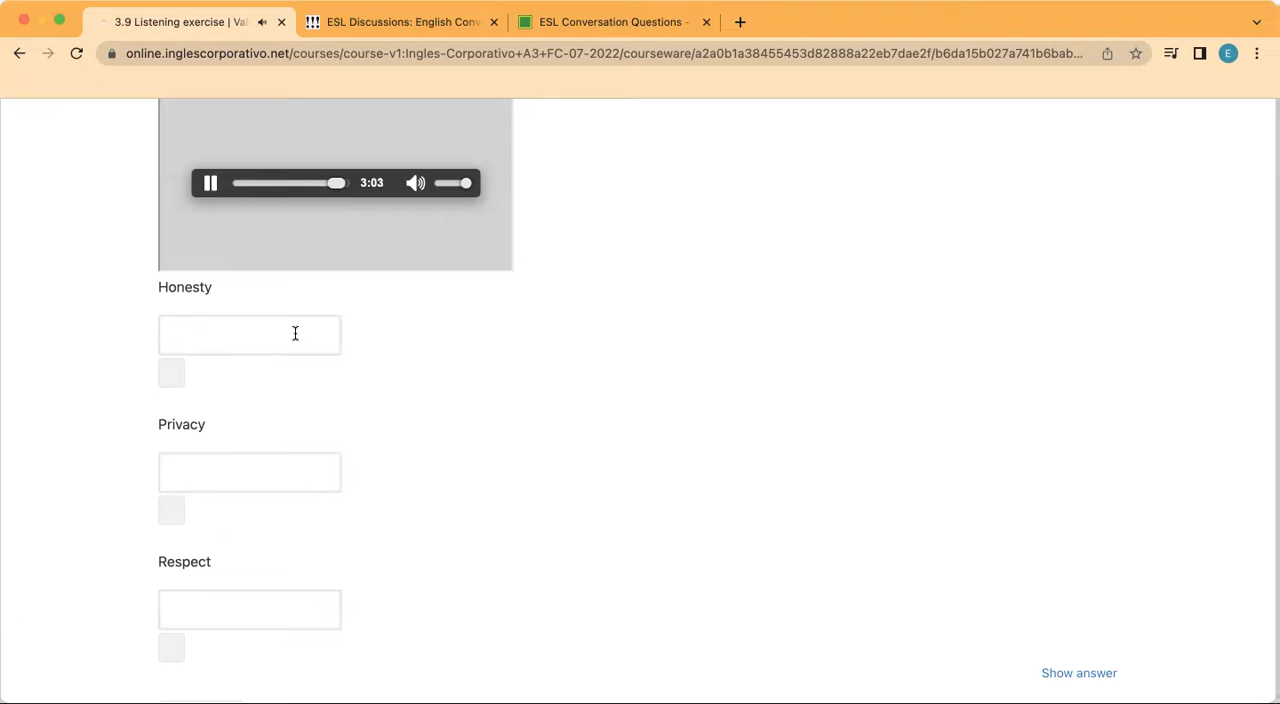 3.9 Listening exercise | Val
ESL Discussions: English Conv
ESL Conversation Questions -
online.inglescorporativo.net/courses/course-v1:Ingles-Corporativo+A3+FC-07-2022/courseware/a2a0b1a38455453d82888a22eb7dae2f/b6da15b027a741b6bab...
E
3:03
Honesty
Privacy
Respect
Show answer